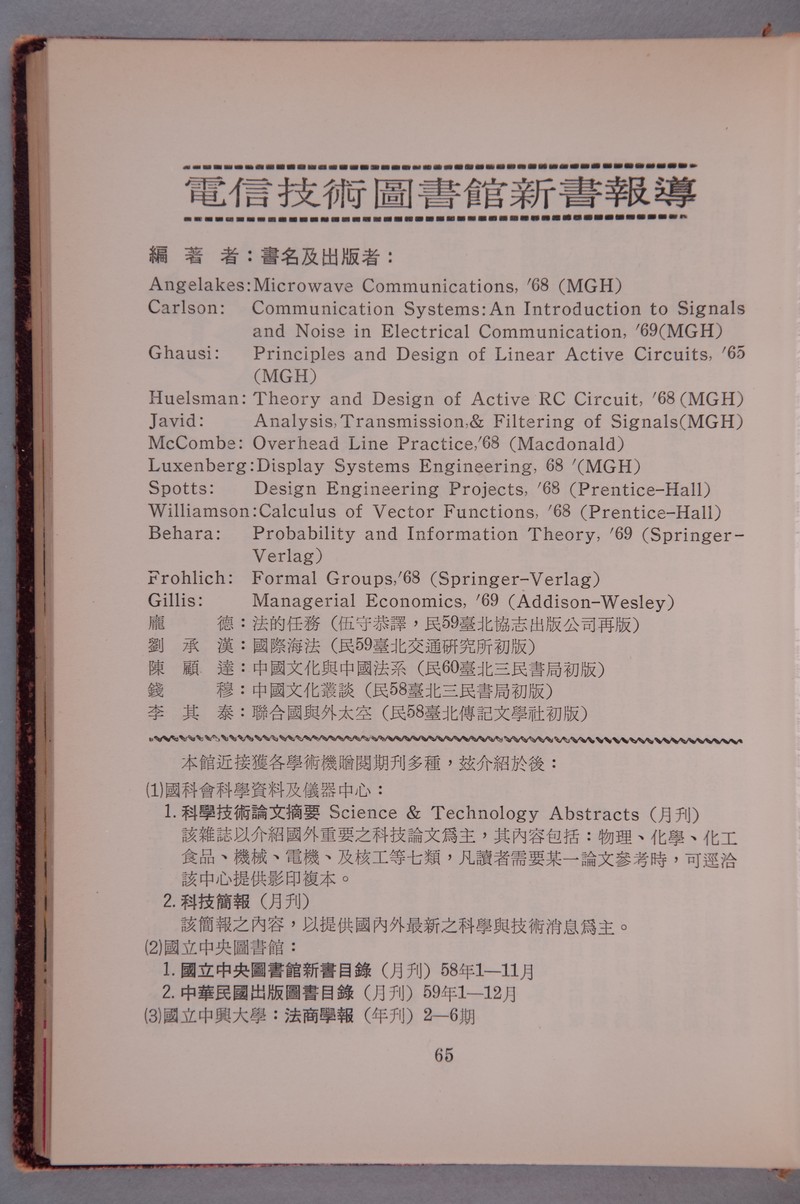 電信技術圖書館新書報導
編 著 者：書名及出版者：
Angelakes:Microwave Communications, '68 (MGH)
Carlson: Communication Systems:An Introduction to Signals
and Noise in Electrical Communication, '69(MGH)
Ghausi: Principles and Design of Linear Active Circuits, '65
(MGH)
Huelsman: Theory and Design of Active RC Circuit, '68 (MGH)
Javid: Analysis,Transmission,& Filtering of Signals(MGH)
McCombe: Overhead Line Practice,'68 (Macdonald)
Luxenberg:Display Systems Engineering, 68 '(MGH)
Spotts: Design Engineering Projects, '68 (Prentice-Hall)
Williamson:Calculus of Vector Functions, '68 (Prentice-Hall)
Behara: Probability and Information Theory, '69 (Springer-
Verlag)
Frohlich: Formal Groups,'68 (Springer-Verlag)
Gillis: Managerial Economics, '69 (Addison-Wesley)
龐 德：法的任務（伍守恭譯，民59臺北協志出版公司再版）
劉 承 漢：國際海法（民59臺北交通研究所初版）
陳 顧 達：中國文化與中國法系（民60臺北三民書局初版）
錢 穆：中國文化叢談（民58臺北三民書局初版）
李 其 泰：聯合國與外太空（民58臺北傳記文學社初版）
本館近接獲各學術機贈閱期刊多種，茲介紹於後：
⑴國科會科學資料及儀器中心：
1. 科學技術論文摘要 Science & Technology Abstracts（月刊）
該雜誌以介紹國外重要之科技論文爲主，其內容包括：物理、化學、化工
食品、機械、電機、及核工等七類，凡讀者需要某一論文參考時，可逕洽
該中心提供影印複本。
2. 科技簡報（月刊）
該簡報之內容，以提供國內外最新之科學與技術消息爲主。
⑵國立中央圖書館：
1. 國立中央圖書館新書目錄（月刊）58年1—11月
2. 中華民國出版圖書目錄（月刊）59年1—12月
⑶國立中興大學：法商學報（年刊）2—6期
65